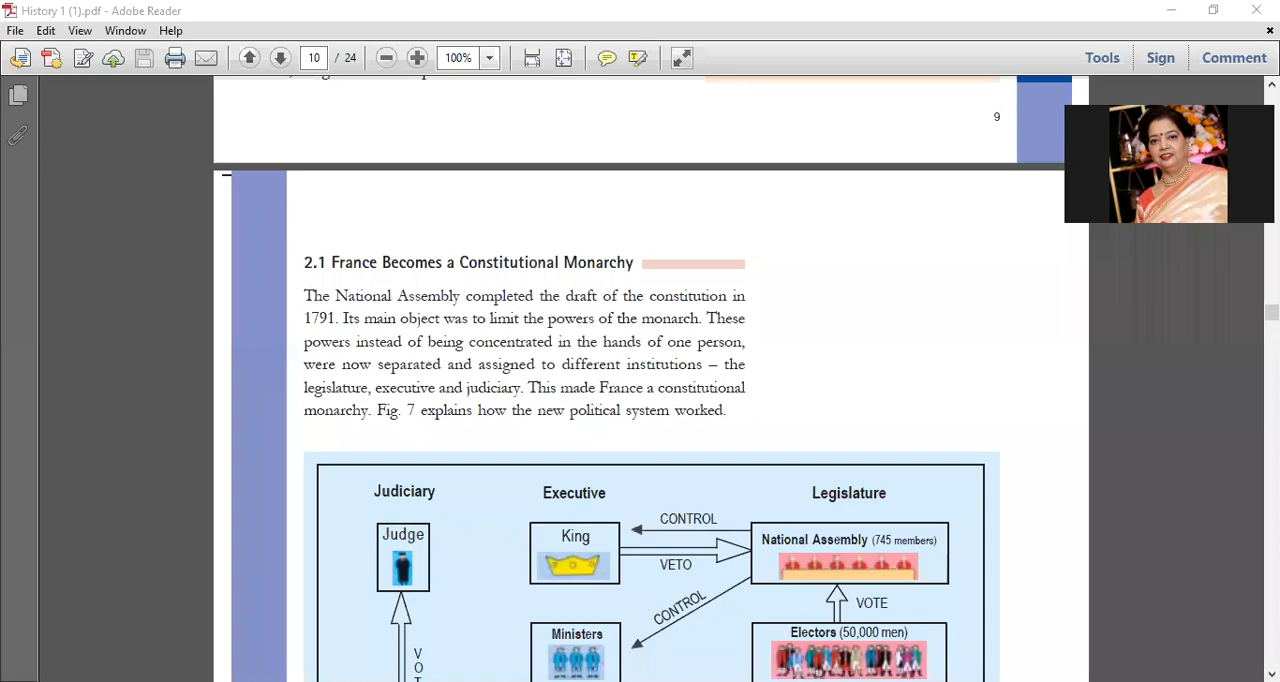 History 1 (1).pdf - Adobe Reader
File Edit View Window Help
10 / 24 100% Tools Sign Comment
9
2.1 France Becomes a Constitutional Monarchy
The National Assembly completed the draft of the constitution in
1791. Its main object was to limit the powers of the monarch. These
powers instead of being concentrated in the hands of one person,
were now separated and assigned to different institutions – the
legislature, executive and judiciary. This made France a constitutional
monarchy. Fig. 7 explains how the new political system worked.
Judiciary Executive Legislature
Judge King CONTROL National Assembly (745 members)
VETO
CONTROL VOTE
Ministers Electors (50,000 men)
V
O